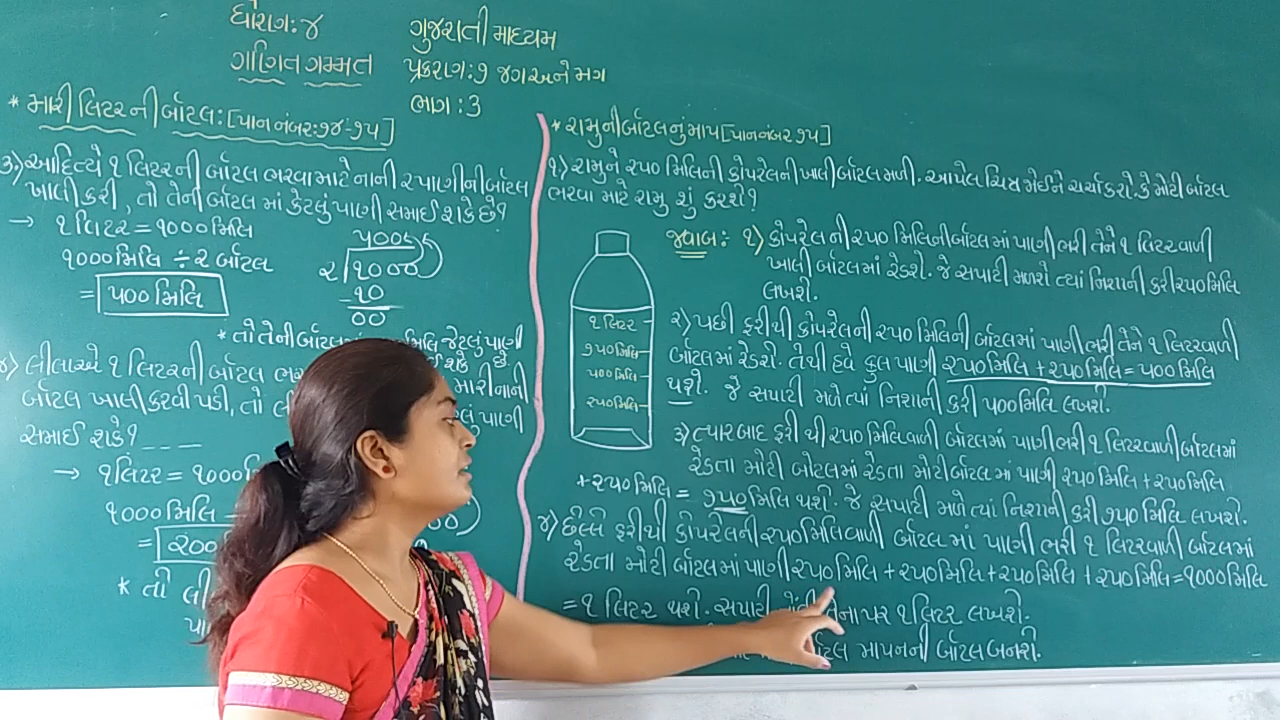 ધોરણ: ૪
ગુજરાતી માધ્યમ
ગણિત ગમ્મત
પ્રકરણ: ૭ જગ અને મગ
ભાગ : ૩
* મારી લિટરની બૉટલ: [પાન નંબર: ૭૪-૭૫]
૩) આદિત્યે ૧ લિટરની બૉટલ ભરવા માટે નાની ૨ પાણીની બૉટલ
ખાલી કરી, તો તેની બૉટલ માં કેટલું પાણી સમાઈ શકે છે?
→ ૧ લિટર = ૧૦૦૦ મિલિ
૧૦૦૦ મિલિ ÷ ૨ બૉટલ
= ૫૦૦ મિલિ
૫૦૦
૨ ૧૦૦૦
- ૧૦
૦૦
* તો તેની બૉટલમાં મિલિ જેટલું પાણી
શકે છે
૪) લીલાએ ૧ લિટરની બૉટલ મારી નાની
બૉટલ ખાલી કરવી પડી, તો પાણી
સમાઈ શકે? _ _ _
→ ૧ લિટર = ૧૦૦૦
૧૦૦૦ મિલિ
= ૨૦૦
* તો
* રામુની બૉટલનું માપ [પાન નંબર ૭૫]
૧) રામુને ૨૫૦ મિલિની કોપરેલની ખાલી બૉટલ મળી. આપેલ ચિત્ર જોઈને ચર્ચા કરો. કે મોટી બૉટલ
ભરવા માટે રામુ શું કરશે?
જવાબ: ૧) કોપરેલ ની ૨૫૦ મિલિની બૉટલ માં પાણી ભરી તેને ૧ લિટરવાળી
ખાલી બૉટલમાં રેડશે. જે સપાટી મળશે ત્યાં નિશાની કરી ૨૫૦ મિલિ
લખશે.
૧ લિટર
૭૫૦ મિલિ
૫૦૦ મિલિ
૨૫૦ મિલિ
૨) પછી ફરીથી કોપરેલની ૨૫૦ મિલિની બૉટલમાં પાણી ભરી તેને ૧ લિટરવાળી
બૉટલમાં રેડશે. તેથી હવે કુલ પાણી ૨૫૦ મિલિ + ૨૫૦ મિલિ = ૫૦૦ મિલિ
થશે. જે સપાટી મળે ત્યાં નિશાની કરી ૫૦૦ મિલિ લખશે.
૩) ત્યાર બાદ ફરી થી ૨૫૦ મિલિવાળી બૉટલમાં પાણી ભરી ૧ લિટરવાળી બૉટલમાં
રેડતા મોટી બોટલમાં રેડતા મોટી બૉટલ માં પાણી ૨૫૦ મિલિ + ૨૫૦ મિલિ
+ ૨૫૦ મિલિ = ૭૫૦ મિલિ થશે. જે સપાટી મળે ત્યાં નિશાની કરી ૭૫૦ મિલિ લખશે.
૪) છેલ્લે ફરીથી કોપરેલની ૨૫૦ મિલિવાળી બૉટલ માં પાણી ભરી ૧ લિટરવાળી બૉટલમાં
રેડતા મોટી બૉટલમાં પાણી ૨૫૦ મિલિ + ૨૫૦ મિલિ + ૨૫૦ મિલિ + ૨૫૦ મિલિ = ૧૦૦૦ મિલિ
= ૧ લિટર થશે. સપાટી તેના પર ૧ લિટર લખશે.
બૉટલ માપનની બૉટલ બનશે.